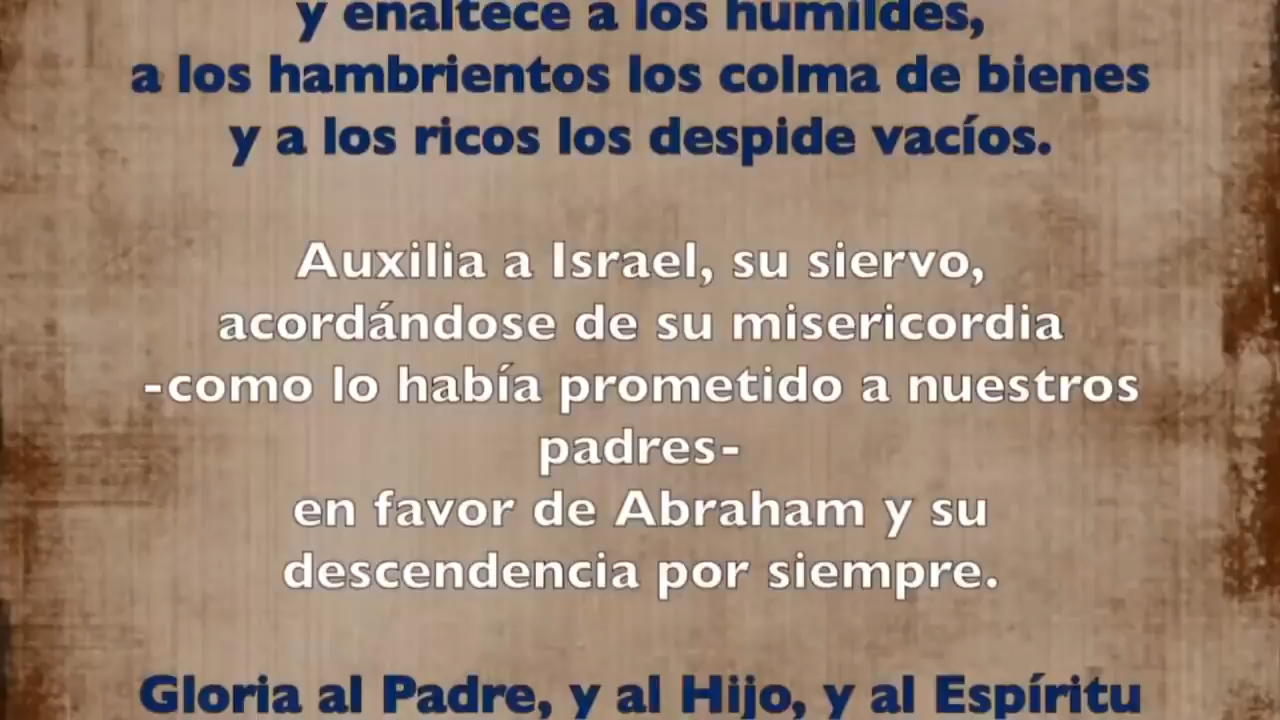 y enaltece a los humildes,
a los hambrientos los colma de bienes
y a los ricos los despide vacíos.
Auxilia a Israel, su siervo,
acordándose de su misericordia
-como lo había prometido a nuestros
padres-
en favor de Abraham y su
descendencia por siempre.
Gloria al Padre, y al Hijo, y al Espíritu